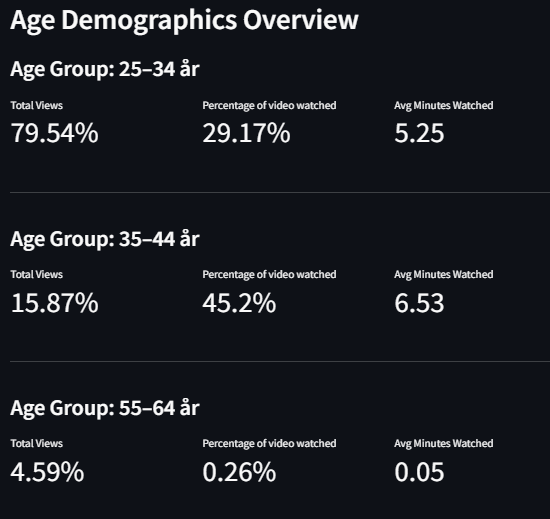 Age Demographics Overview
Age Group: 25–34 år
Total Views Percentage of video watched Avg Minutes Watched
79.54% 29.17% 5.25
Age Group: 35–44 år
Total Views Percentage of video watched Avg Minutes Watched
15.87% 45.2% 6.53
Age Group: 55–64 år
Total Views Percentage of video watched Avg Minutes Watched
4.59% 0.26% 0.05